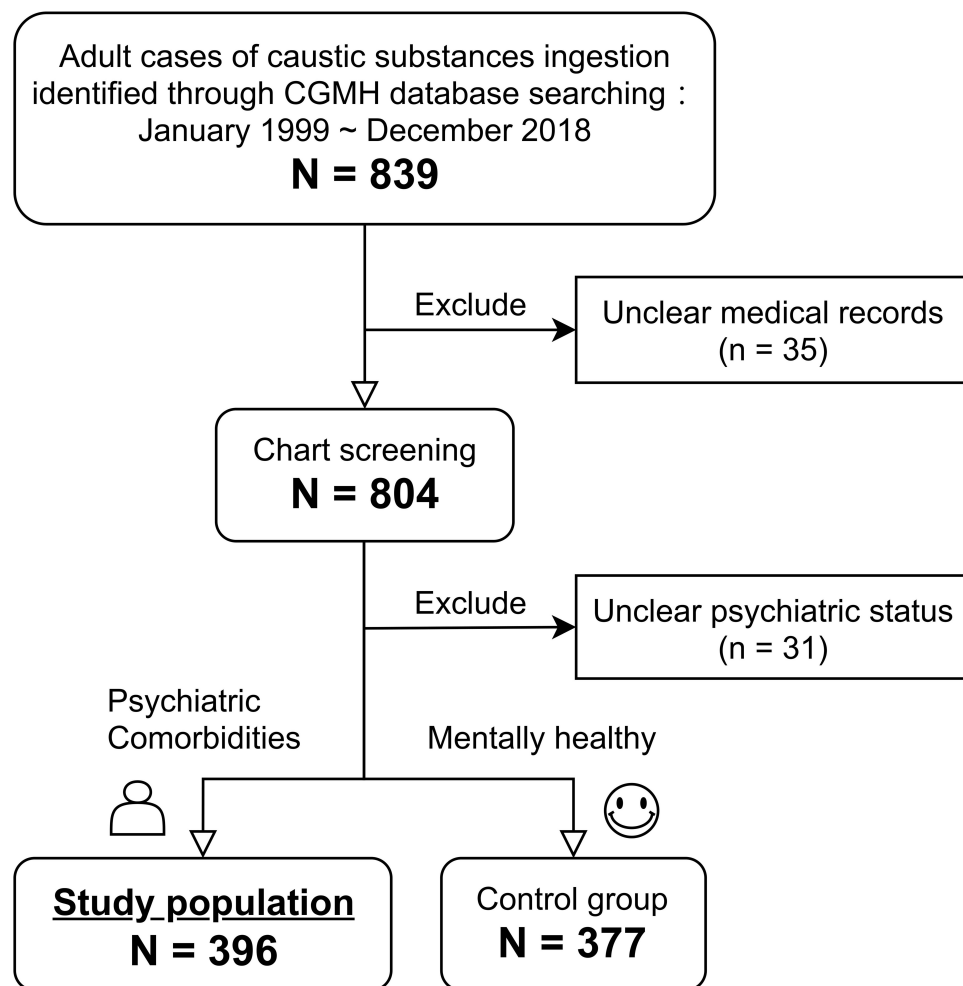 Adult cases of caustic substances ingestion
identified through CGMH database searching :
January 1999 ~ December 2018
N = 839
Exclude
Unclear medical records
(n = 35)
Chart screening
N = 804
Exclude
Unclear psychiatric status
(n = 31)
Psychiatric
Comorbidities
Mentally healthy
Study population
N = 396
Control group
N = 377